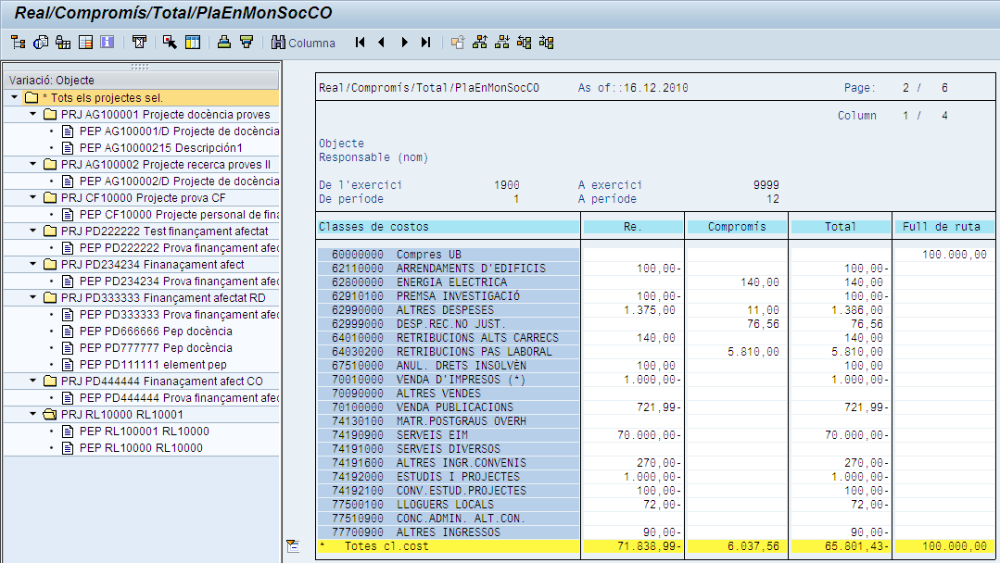 Real/Compromís/Total/PlaEnMonSocCO
Columna
Variació: Objecte
* Tots els projectes sel.
PRJ AG100001 Projecte docència proves
PEP AG100001/D Projecte de docència
PEP AG10000215 Descripción1
PRJ AG100002 Projecte recerca proves II
PEP AG100002/D Projecte de docència
PRJ CF10000 Projecte prova CF
PEP CF10000 Projecte personal de fina
PRJ PD222222 Test finançament afectat
PEP PD222222 Prova finançament afec
PRJ PD234234 Finanaçament afect
PEP PD234234 Prova finançament afec
PRJ PD333333 Finançament afectat RD
PEP PD333333 Prova finançament afec
PEP PD666666 Pep docència
PEP PD777777 Pep docència
PEP PD111111 element pep
PRJ PD444444 Finanaçament afect CO
PEP PD444444 Prova finançament afec
PRJ RL10000 RL10001
PEP RL100001 RL10000
PEP RL10000 RL10000
Real/Compromís/Total/PlaEnMonSocCO As of::16.12.2010 Page: 2 / 6
Column 1 / 4
Objecte
Responsable (nom)
De l'exercici 1900 A exercici 9999
De període 1 A període 12
Classes de costos Re. Compromís Total Full de ruta
60000000 Compres UB 100.000,00
62110000 ARRENDAMENTS D'EDIFICIS 100,00- 100,00-
62800000 ENERGIA ELECTRICA 140,00 140,00
62910100 PREMSA INVESTIGACIÓ 100,00- 100,00-
62990000 ALTRES DESPESES 1.375,00 11,00 1.386,00
62999000 DESP.REC.NO JUST. 76,56 76,56
64010000 RETRIBUCIONS ALTS CARRECS 140,00 140,00
64030200 RETRIBUCIONS PAS LABORAL 5.810,00 5.810,00
67510000 ANUL. DRETS INSOLVÈN 100,00 100,00
70010000 VENDA D'IMPRESOS (*) 1.000,00- 1.000,00-
70090000 ALTRES VENDES
70100000 VENDA PUBLICACIONS 721,99- 721,99-
74130100 MATR.POSTGRAUS OVERH
74190900 SERVEIS EIM 70.000,00- 70.000,00-
74191000 SERVEIS DIVERSOS
74191600 ALTRES INGR.CONVENIS 270,00- 270,00-
74192000 ESTUDIS I PROJECTES 1.000,00- 1.000,00-
74192100 CONV.ESTUD.PROJECTES 100,00- 100,00-
77500100 LLOGUERS LOCALS 72,00- 72,00-
77510900 CONC.ADMIN. ALT.CON.
77700900 ALTRES INGRESSOS 90,00- 90,00-
* Totes cl.cost 71.838,99- 6.037,56 65.801,43- 100.000,00